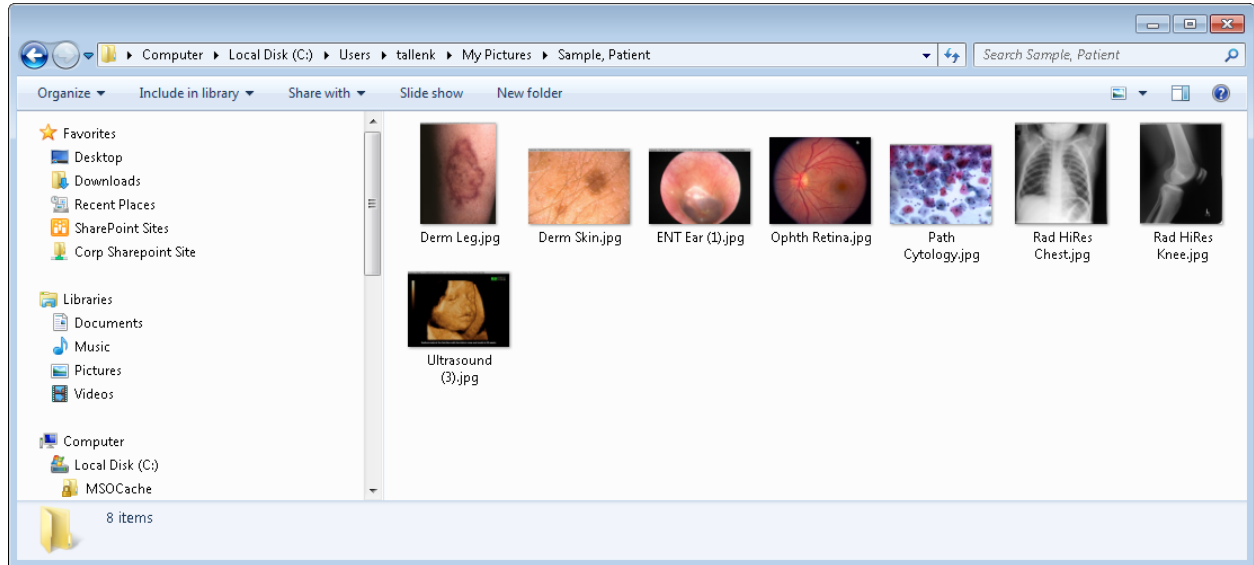 Computer ▸ Local Disk (C:) ▸ Users ▸ tallenk ▸ My Pictures ▸ Sample, Patient
Search Sample, Patient
Organize Include in library Share with Slide show New folder
Favorites
Desktop
Downloads
Recent Places
SharePoint Sites
Corp Sharepoint Site
Libraries
Documents
Music
Pictures
Videos
Computer
Local Disk (C:)
MSOCache
Derm Leg.jpg
Derm Skin.jpg
ENT Ear (1).jpg
Ophth Retina.jpg
Path
Cytology.jpg
Rad HiRes
Chest.jpg
Rad HiRes
Knee.jpg
Ultrasound
(3).jpg
8 items